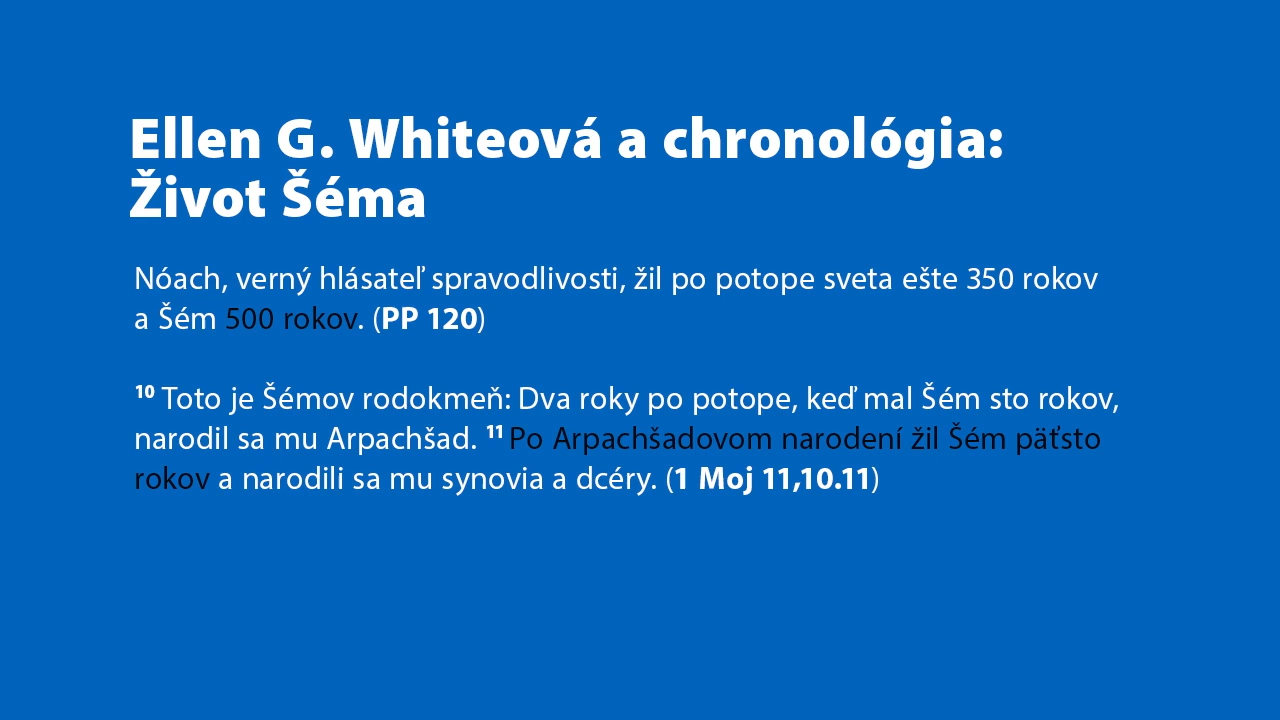 Ellen G. Whiteová a chronológia:
Život Šéma
Nóach, verný hlásateľ spravodlivosti, žil po potope sveta ešte 350 rokov
a Šém 500 rokov. (PP 120)
¹⁰ Toto je Šémov rodokmeň: Dva roky po potope, keď mal Šém sto rokov,
narodil sa mu Arpachšad. ¹¹ Po Arpachšadovom narodení žil Šém päťsto
rokov a narodili sa mu synovia a dcéry. (1 Moj 11,10.11)